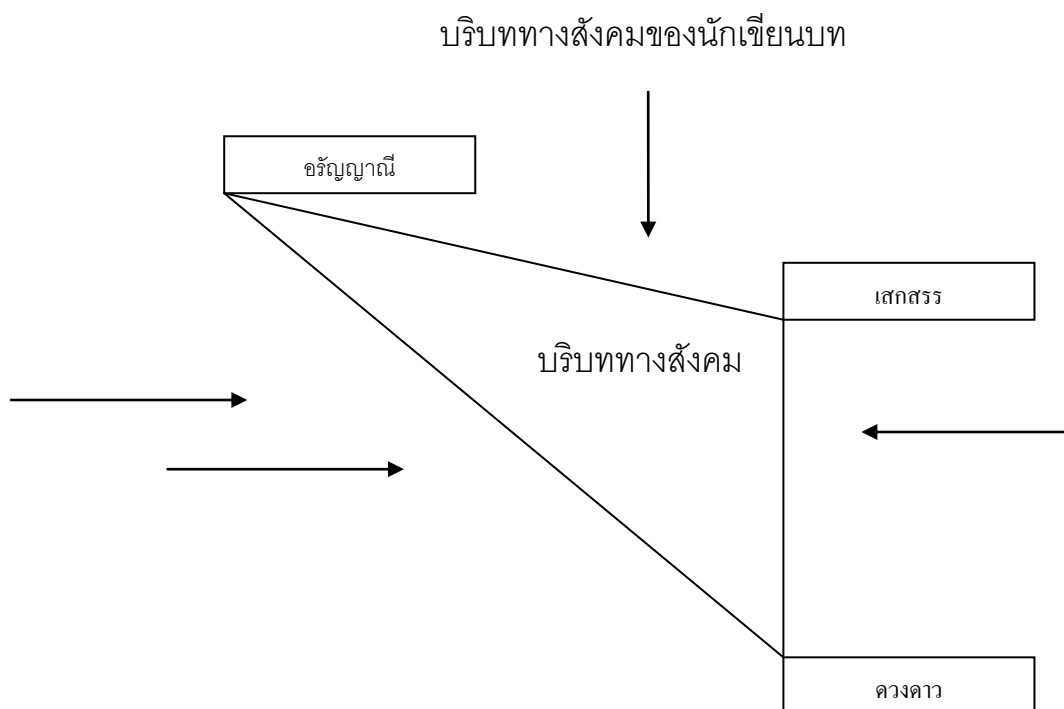 บริบททางสังคมของนักเขียนบท
อรัญญาณี
เสกสรร
บริบททางสังคม
ดวงดาว